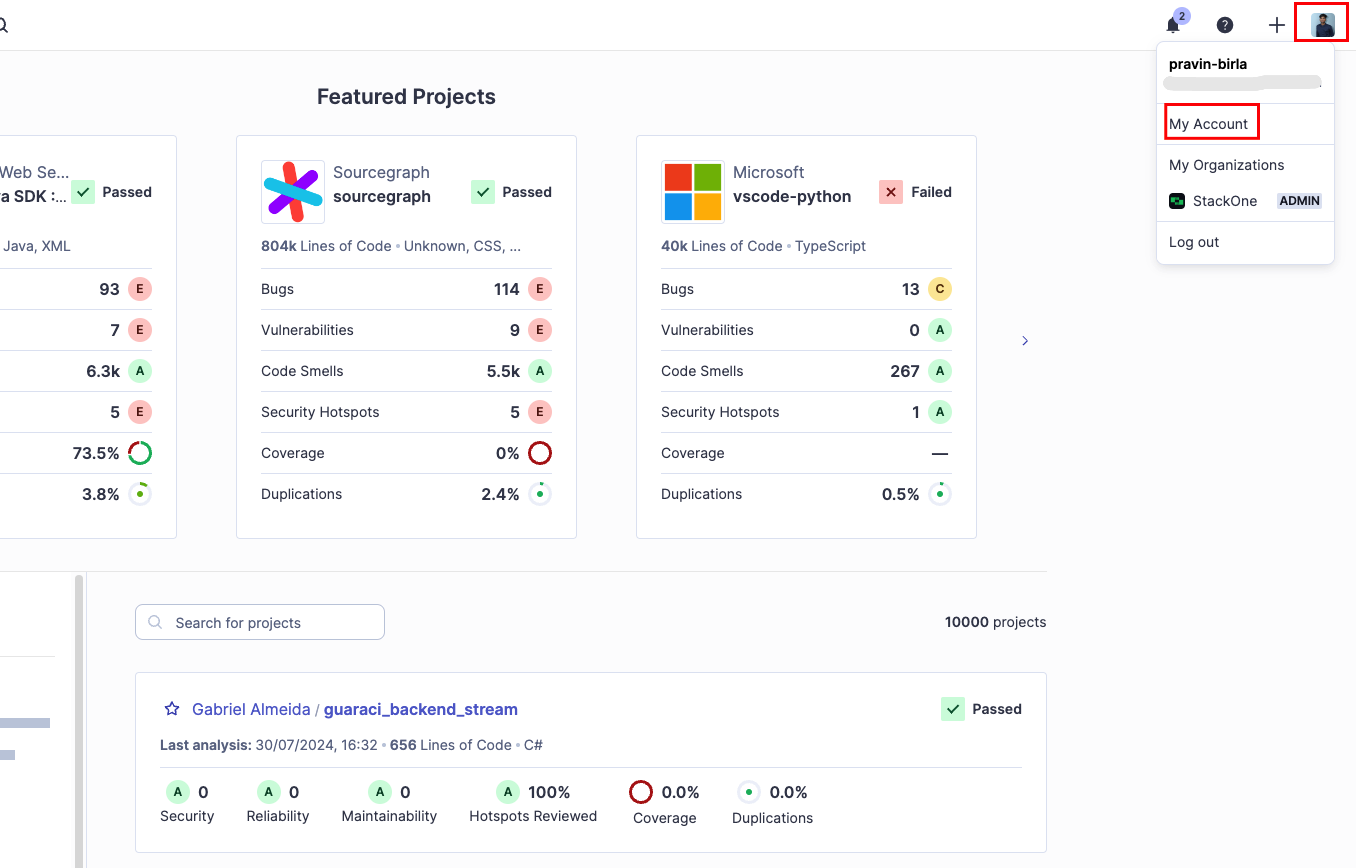 2
pravin-birla
My Account
My Organizations
StackOne ADMIN
Log out
Featured Projects
Web Se...
a SDK :... Passed
Java, XML
93 E
7 E
6.3k A
5 E
73.5%
3.8%
Sourcegraph
sourcegraph Passed
804k Lines of Code • Unknown, CSS, ...
Bugs 114 E
Vulnerabilities 9 E
Code Smells 5.5k A
Security Hotspots 5 E
Coverage 0%
Duplications 2.4%
Microsoft
vscode-python Failed
40k Lines of Code • TypeScript
Bugs 13 C
Vulnerabilities 0 A
Code Smells 267 A
Security Hotspots 1 A
Coverage —
Duplications 0.5%
Search for projects
10000 projects
Gabriel Almeida / guaraci_backend_stream Passed
Last analysis: 30/07/2024, 16:32 • 656 Lines of Code • C#
A 0 A 0 A 0 A 100% 0.0% 0.0%
Security Reliability Maintainability Hotspots Reviewed Coverage Duplications